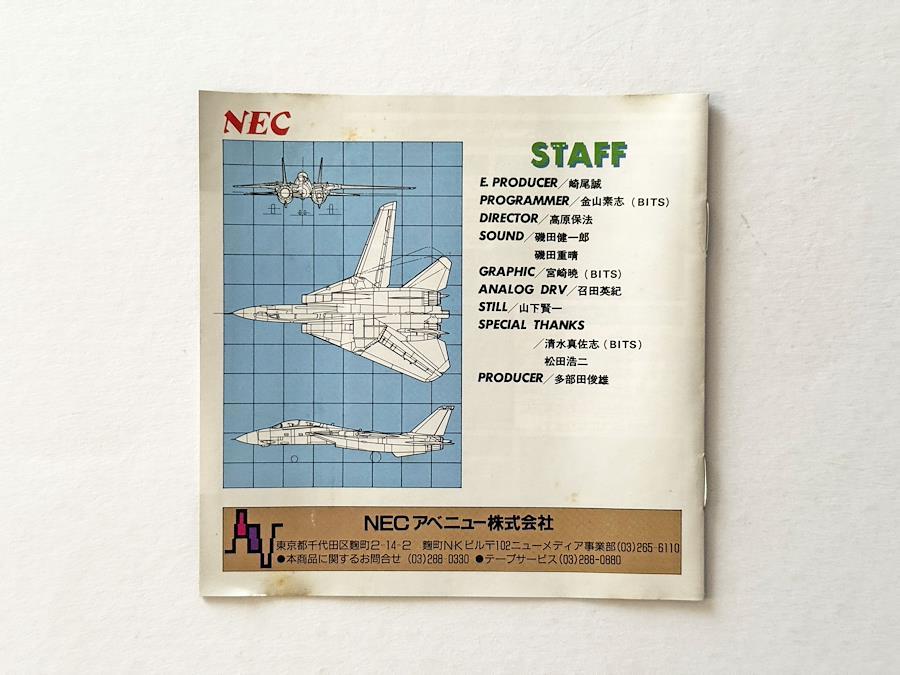 NEC
STAFF
E. PRODUCER／崎尾誠
PROGRAMMER／金山素志（BITS）
DIRECTOR／高原保法
SOUND／磯田健一郎
磯田重晴
GRAPHIC／宮崎暁（BITS）
ANALOG DRV／召田英紀
STILL／山下賢一
SPECIAL THANKS
／清水真佐志（BITS）
松田浩二
PRODUCER／多部田俊雄
NECアベニュー株式会社
東京都千代田区麴町2-14-2 麴町NKビル〒102ニューメディア事業部(03)265-6110
●本商品に関するお問合せ (03)288-0330 ●テープサービス(03)288-0880